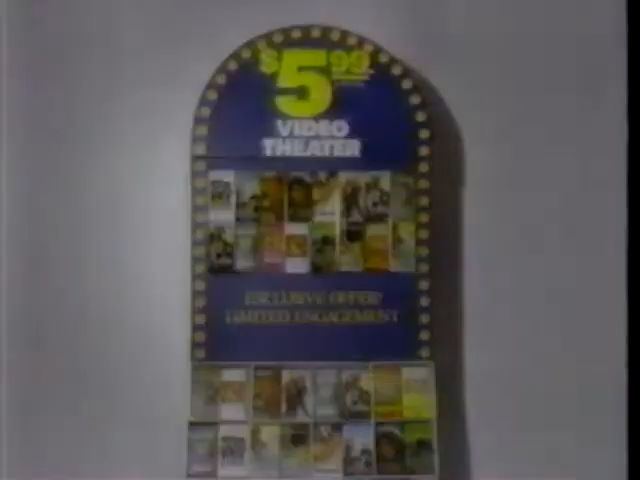 $5.99
VIDEO
THEATER
EXCLUSIVE OFFER!
LIMITED ENGAGEMENT